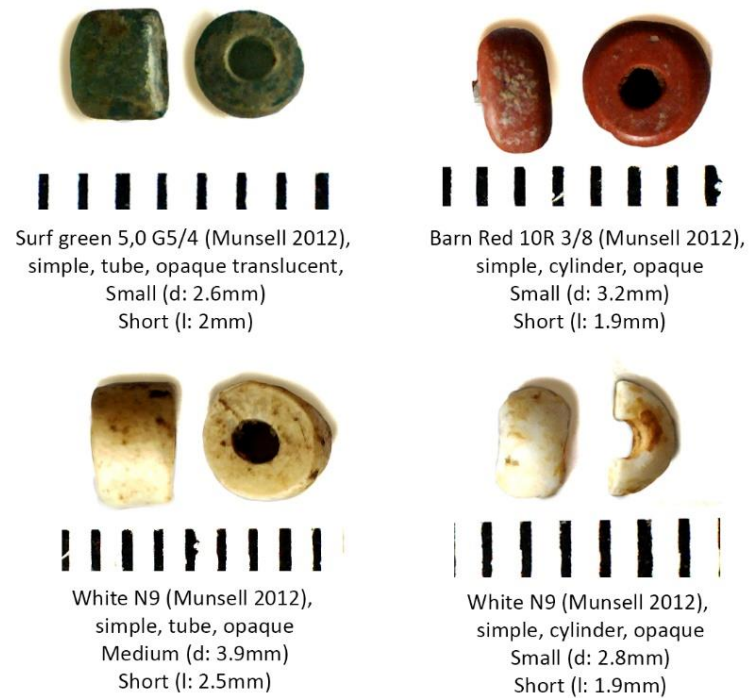 Surf green 5,0 G5/4 (Munsell 2012),
simple, tube, opaque translucent,
Small (d: 2.6mm)
Short (l: 2mm)
Barn Red 10R 3/8 (Munsell 2012),
simple, cylinder, opaque
Small (d: 3.2mm)
Short (l: 1.9mm)
White N9 (Munsell 2012),
simple, tube, opaque
Medium (d: 3.9mm)
Short (l: 2.5mm)
White N9 (Munsell 2012),
simple, cylinder, opaque
Small (d: 2.8mm)
Short (l: 1.9mm)